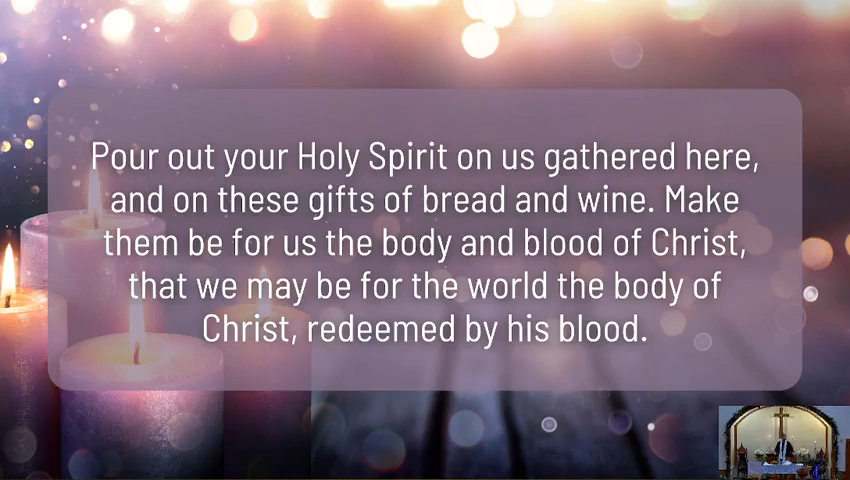 Pour out your Holy Spirit on us gathered here,
and on these gifts of bread and wine. Make
them be for us the body and blood of Christ,
that we may be for the world the body of
Christ, redeemed by his blood.